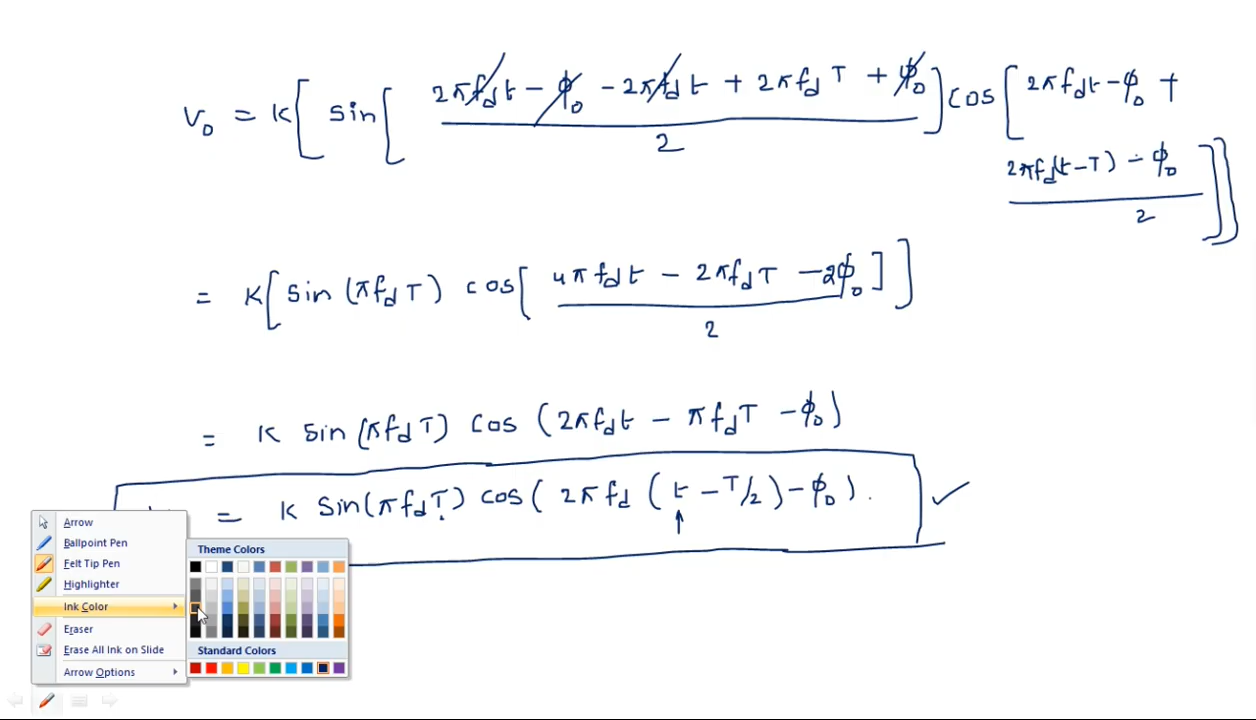 V₀ = K[ sin[ (2πf_d t − φ₀ − 2πf_d t + 2πf_d T + φ₀) / 2 ] cos[ 2πf_d t − φ₀ +
2πf_d(t − T) − φ₀ / 2 ]]
= K[ sin (πf_d T) cos[ (4πf_d t − 2πf_d T − 2φ₀) / 2 ]]
= K sin (πf_d T) cos (2πf_d t − πf_d T − φ₀)
= K Sin(πf_d T) cos( 2πf_d ( t − T/2 ) − φ₀ ).
Arrow
Ballpoint Pen
Felt Tip Pen
Highlighter
Ink Color
Eraser
Erase All Ink on Slide
Arrow Options
Theme Colors
Standard Colors